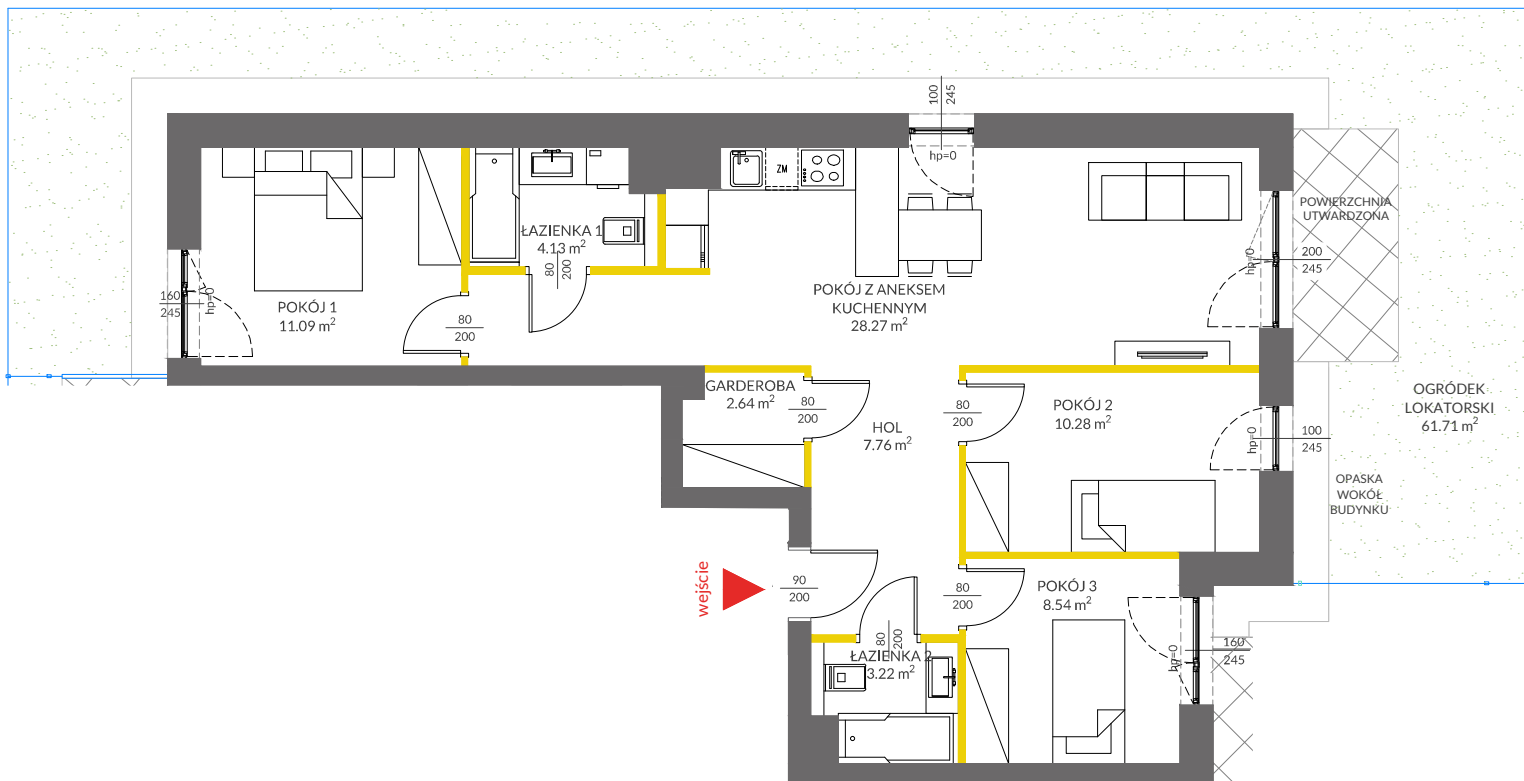 100
245
hp=0
ZM
POWIERZCHNIA
UTWARDZONA
ŁAZIENKA 1
4.13 m²
80
200
200
245
hp=0
160
245
hp=0
POKÓJ 1
11.09 m²
80
200
POKÓJ Z ANEKSEM
KUCHENNYM
28.27 m²
GARDEROBA
2.64 m²
80
200
HOL
7.76 m²
80
200
POKÓJ 2
10.28 m²
100
245
hp=0
OGRÓDEK
LOKATORSKI
61.71 m²
OPASKA
WOKÓŁ
BUDYNKU
wejście
90
200
80
200
POKÓJ 3
8.54 m²
80
200
ŁAZIENKA 2
3.22 m²
160
245
hp=0